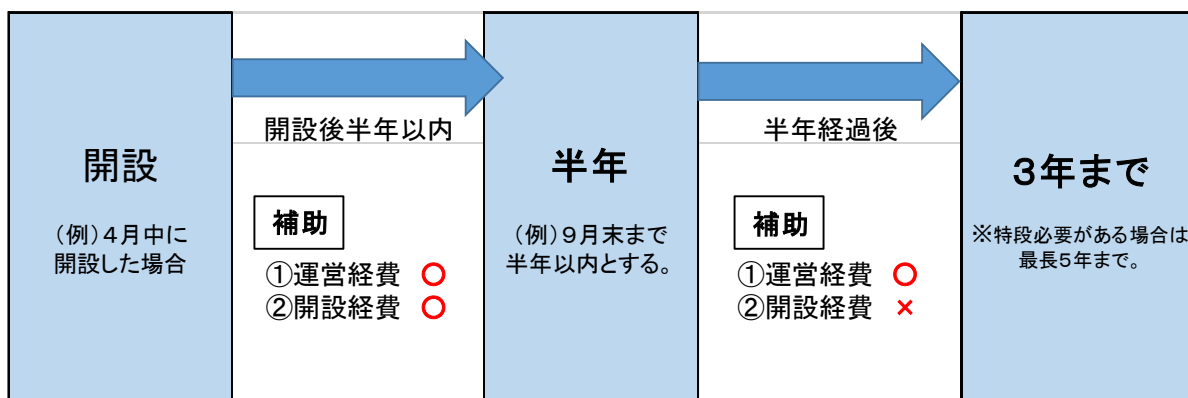 開設
（例）４月中に
開設した場合
開設後半年以内
補助
①運営経費 ○
②開設経費 ○
半年
（例）９月末まで
半年以内とする。
半年経過後
補助
①運営経費 ○
②開設経費 ×
３年まで
※特段必要がある場合は
最長５年まで。